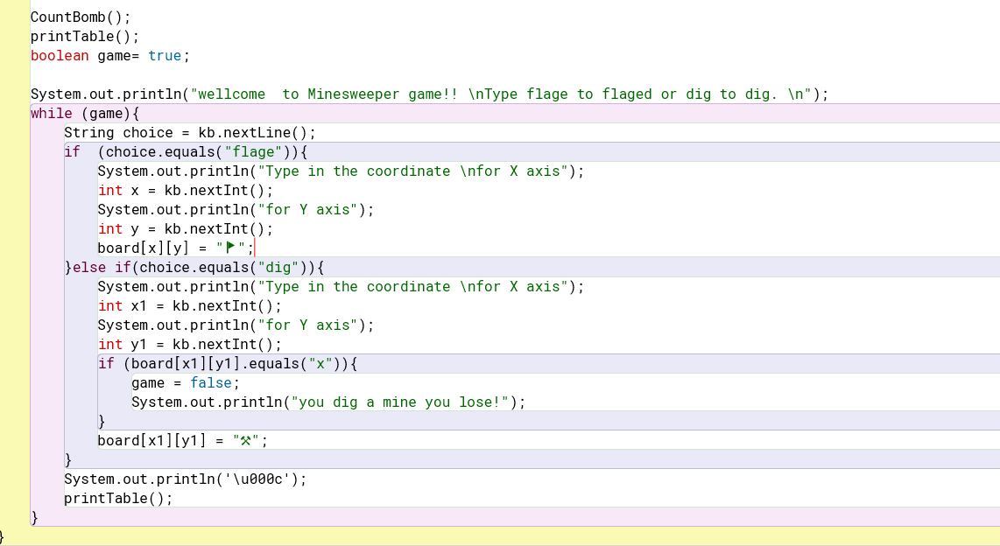 CountBomb();
printTable();
boolean game= true;
System.out.println("wellcome  to Minesweeper game!! \nType flage to flaged or dig to dig. \n");
while (game){
String choice = kb.nextLine();
if  (choice.equals("flage")){
System.out.println("Type in the coordinate \nfor X axis");
int x = kb.nextInt();
System.out.println("for Y axis");
int y = kb.nextInt();
board[x][y] = "⚑";
}else if(choice.equals("dig")){
System.out.println("Type in the coordinate \nfor X axis");
int x1 = kb.nextInt();
System.out.println("for Y axis");
int y1 = kb.nextInt();
if (board[x1][y1].equals("x")){
game = false;
System.out.println("you dig a mine you lose!");
}
board[x1][y1] = "⚒";
}
System.out.println('\u000c');
printTable();
}
}